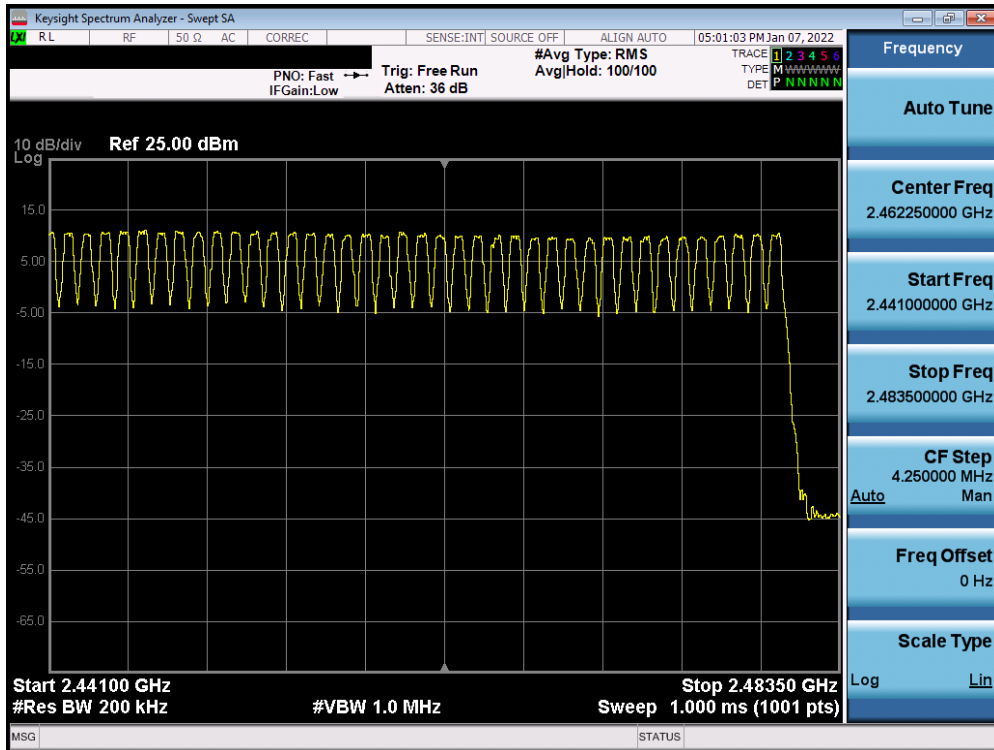 Keysight Spectrum Analyzer - Swept SA
LXI RL RF 50 Ω AC CORREC SENSE:INT SOURCE OFF ALIGN AUTO 05:01:03 PM Jan 07, 2022
Frequency
#Avg Type: RMS TRACE 1 2 3 4 5 6
PNO: Fast Trig: Free Run Avg|Hold: 100/100 TYPE M WWWWW
IFGain:Low Atten: 36 dB DET P N N N N N
Auto Tune
10 dB/div Ref 25.00 dBm
Log
15.0
5.00
-5.00
-15.0
-25.0
-35.0
-45.0
-55.0
-65.0
Center Freq
2.462250000 GHz
Start Freq
2.441000000 GHz
Stop Freq
2.483500000 GHz
CF Step
4.250000 MHz
Auto Man
Freq Offset
0 Hz
Scale Type
Log Lin
Start 2.44100 GHz Stop 2.48350 GHz
#Res BW 200 kHz #VBW 1.0 MHz Sweep 1.000 ms (1001 pts)
MSG STATUS